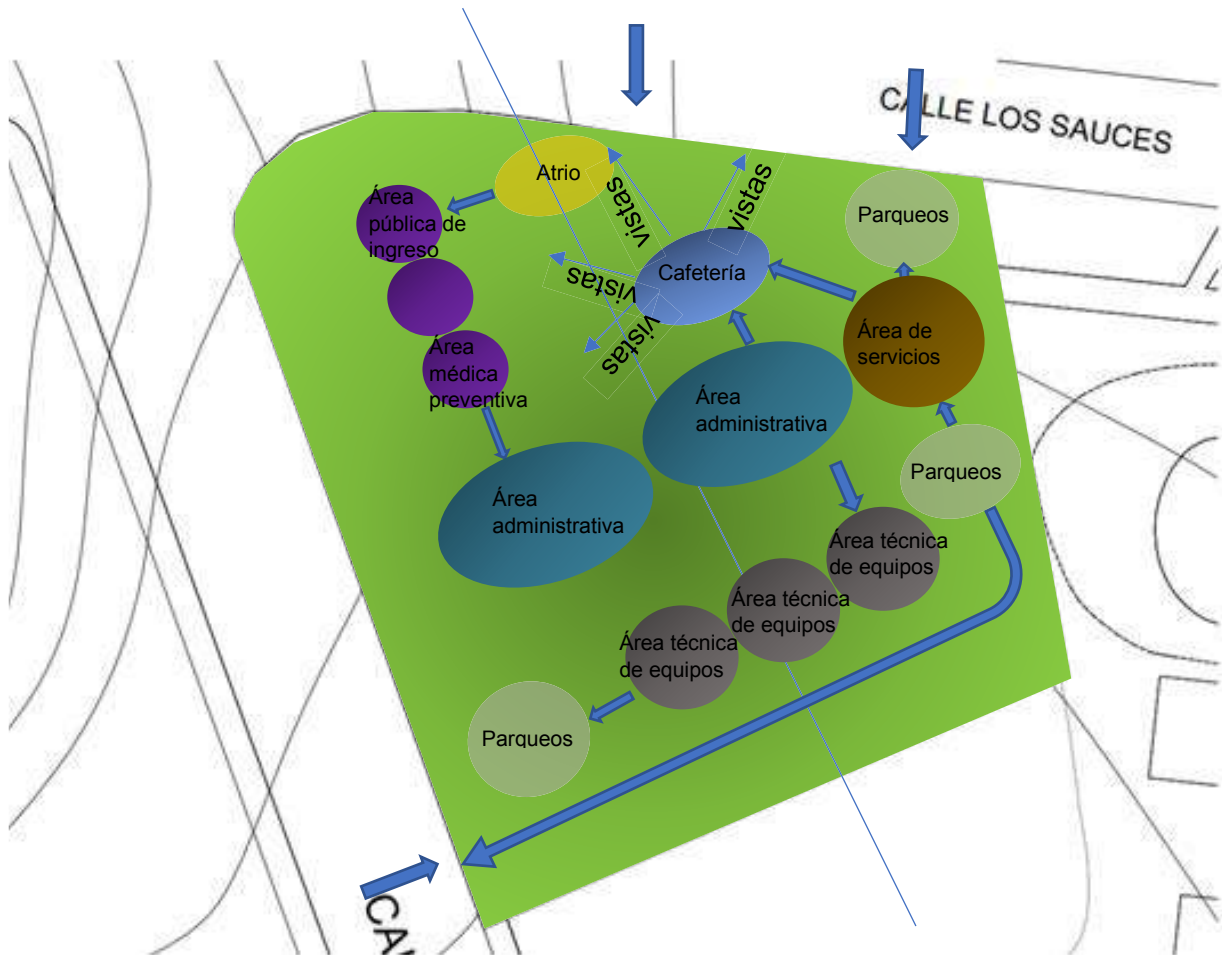 CALLE LOS SAUCES
Atrio
vistas
vistas
Área
pública de
ingreso
Parqueos
Cafetería
vistas
vistas
Área de
servicios
Área
médica
preventiva
Área
administrativa
Parqueos
Área
administrativa
Área técnica
de equipos
Área técnica
de equipos
Área técnica
de equipos
Parqueos